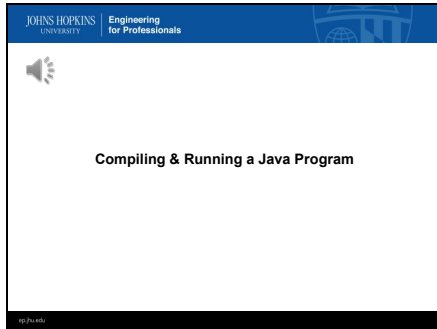 JOHNS HOPKINS
UNIVERSITY
Engineering
for Professionals
Compiling & Running a Java Program
ep.jhu.edu